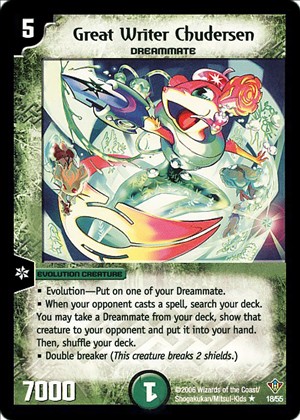 5
Great Writer Chudersen
DREAMMATE
EVOLUTION CREATURE
▪ Evolution—Put on one of your Dreammate.
▪ When your opponent casts a spell, search your deck.
You may take a Dreammate from your deck, show that
creature to your opponent and put it into your hand.
Then, shuffle your deck.
▪ Double breaker (This creature breaks 2 shields.)
7000
1
©2006 Wizards of the Coast/
Shogakukan/Mitsui-Kids ★ 18/55